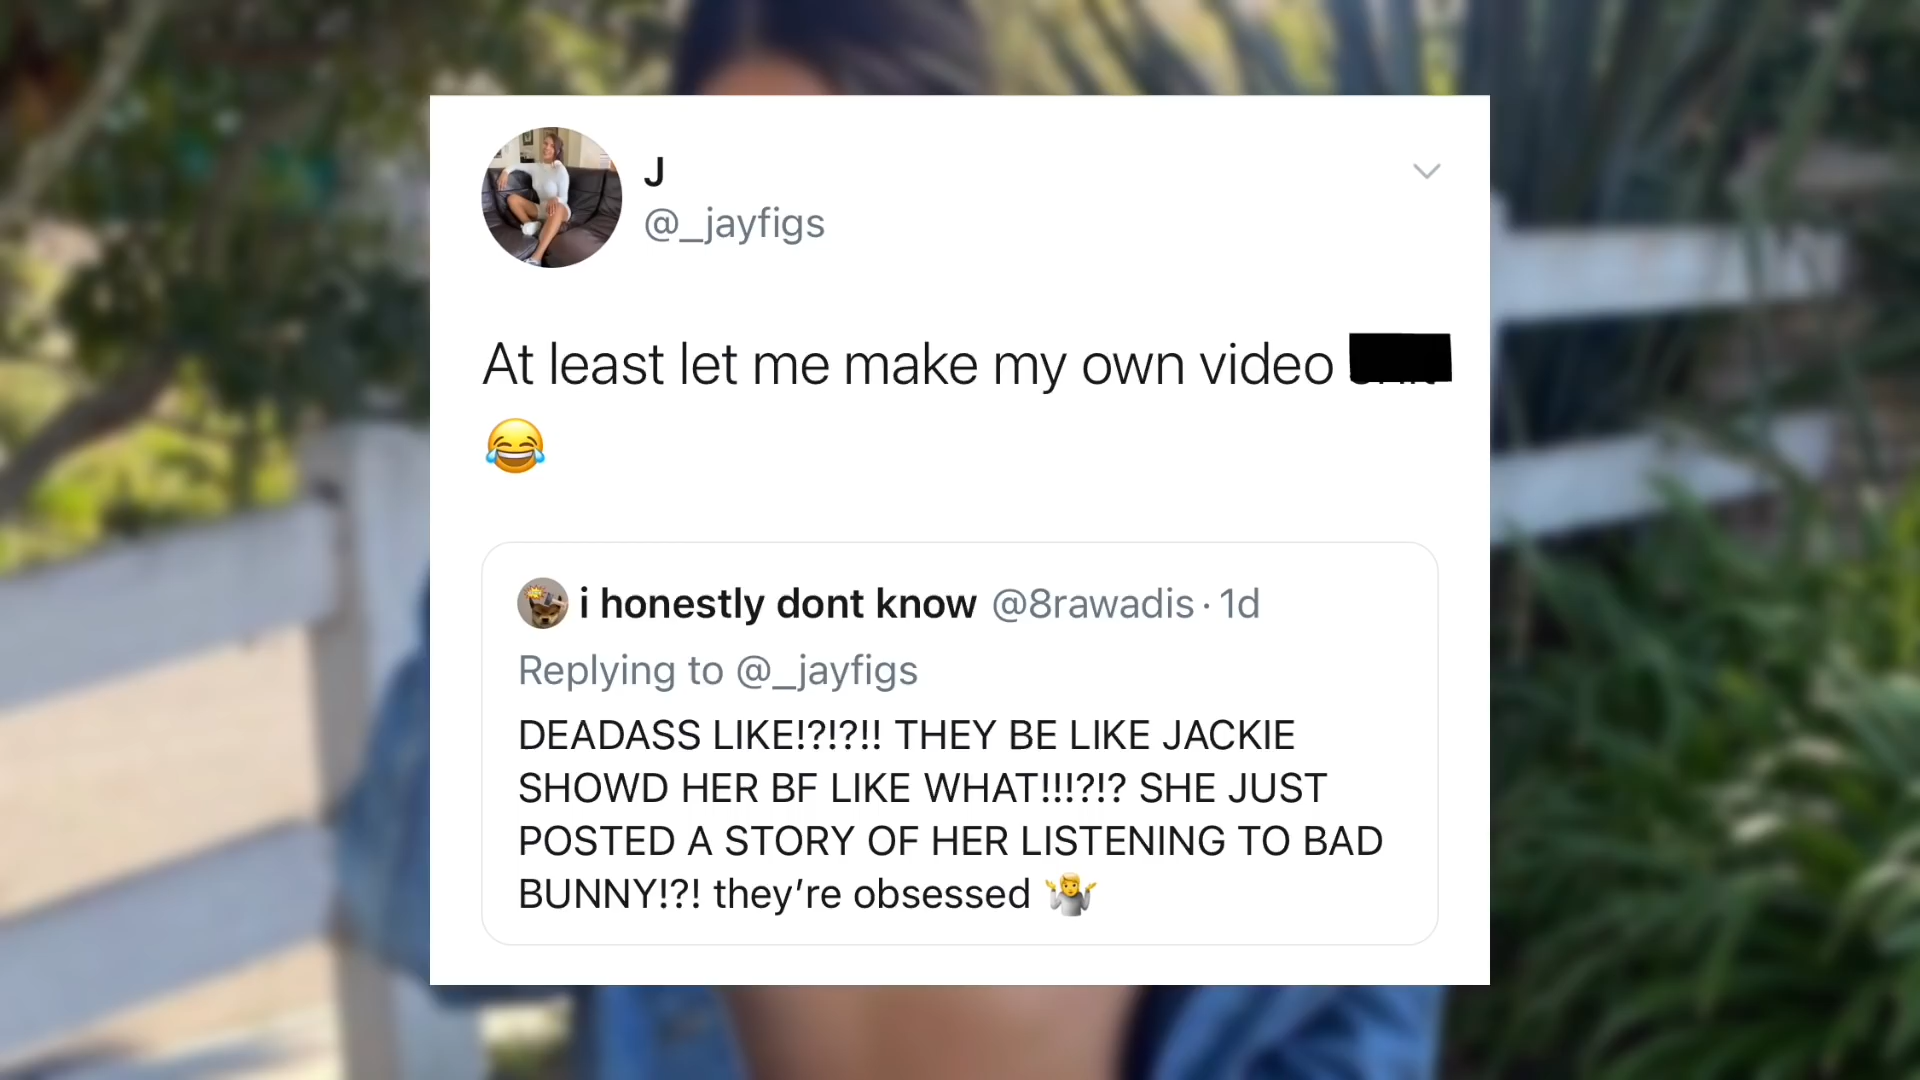 J
@_jayfigs
At least let me make my own video
😂
i honestly dont know @8rawadis · 1d
Replying to @_jayfigs
DEADASS LIKE!?!?!! THEY BE LIKE JACKIE
SHOWD HER BF LIKE WHAT!!!?!? SHE JUST
POSTED A STORY OF HER LISTENING TO BAD
BUNNY!?! they’re obsessed 🤷